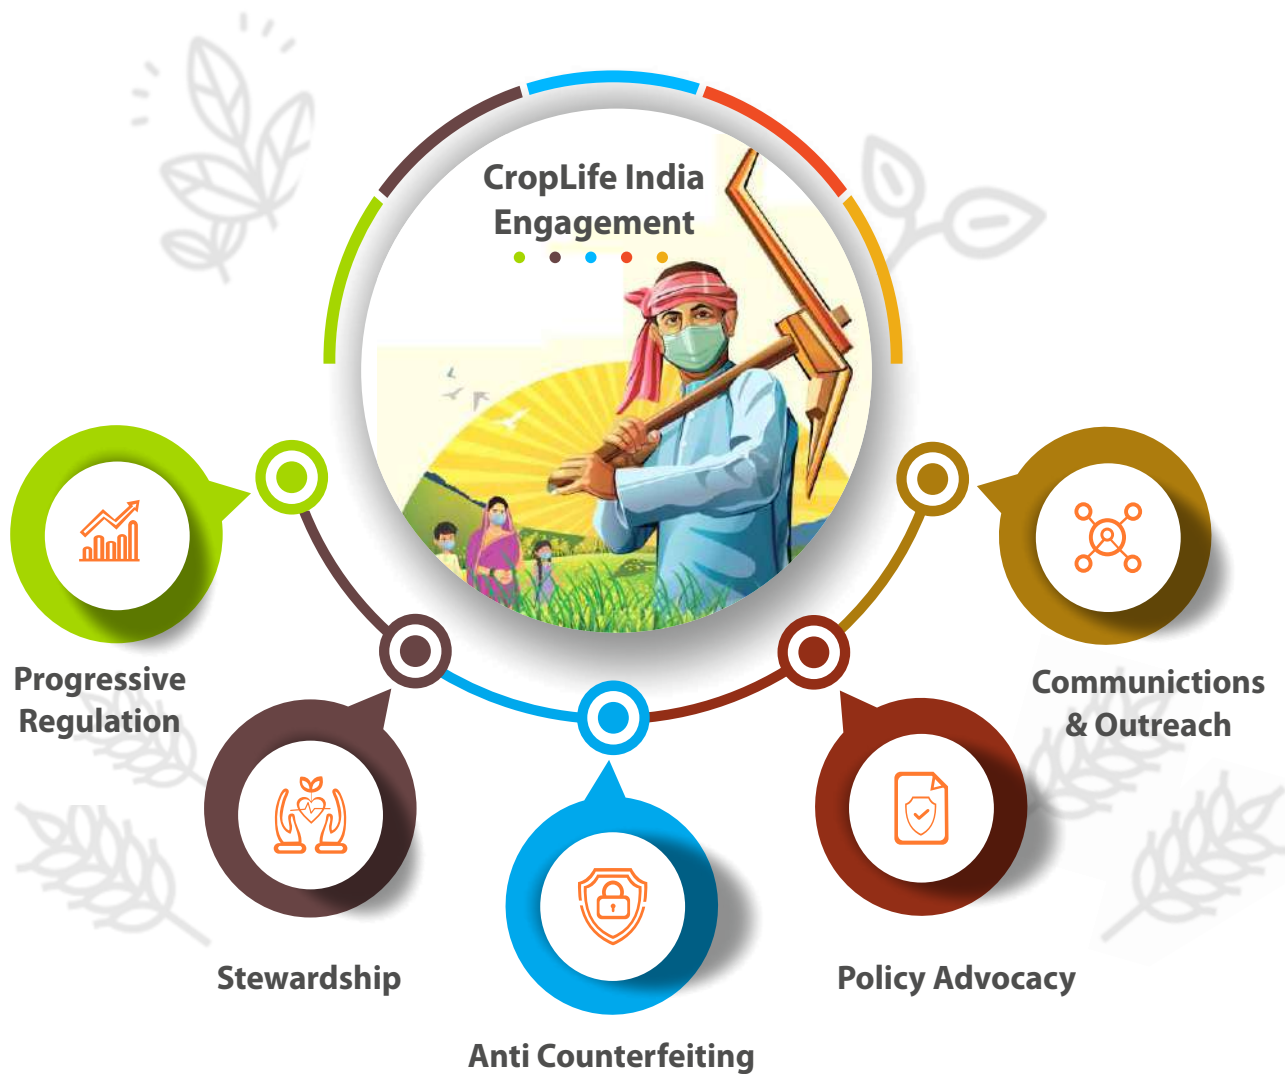 CropLife India
Engagement
Progressive
Regulation
Stewardship
Anti Counterfeiting
Policy Advocacy
Communictions
& Outreach